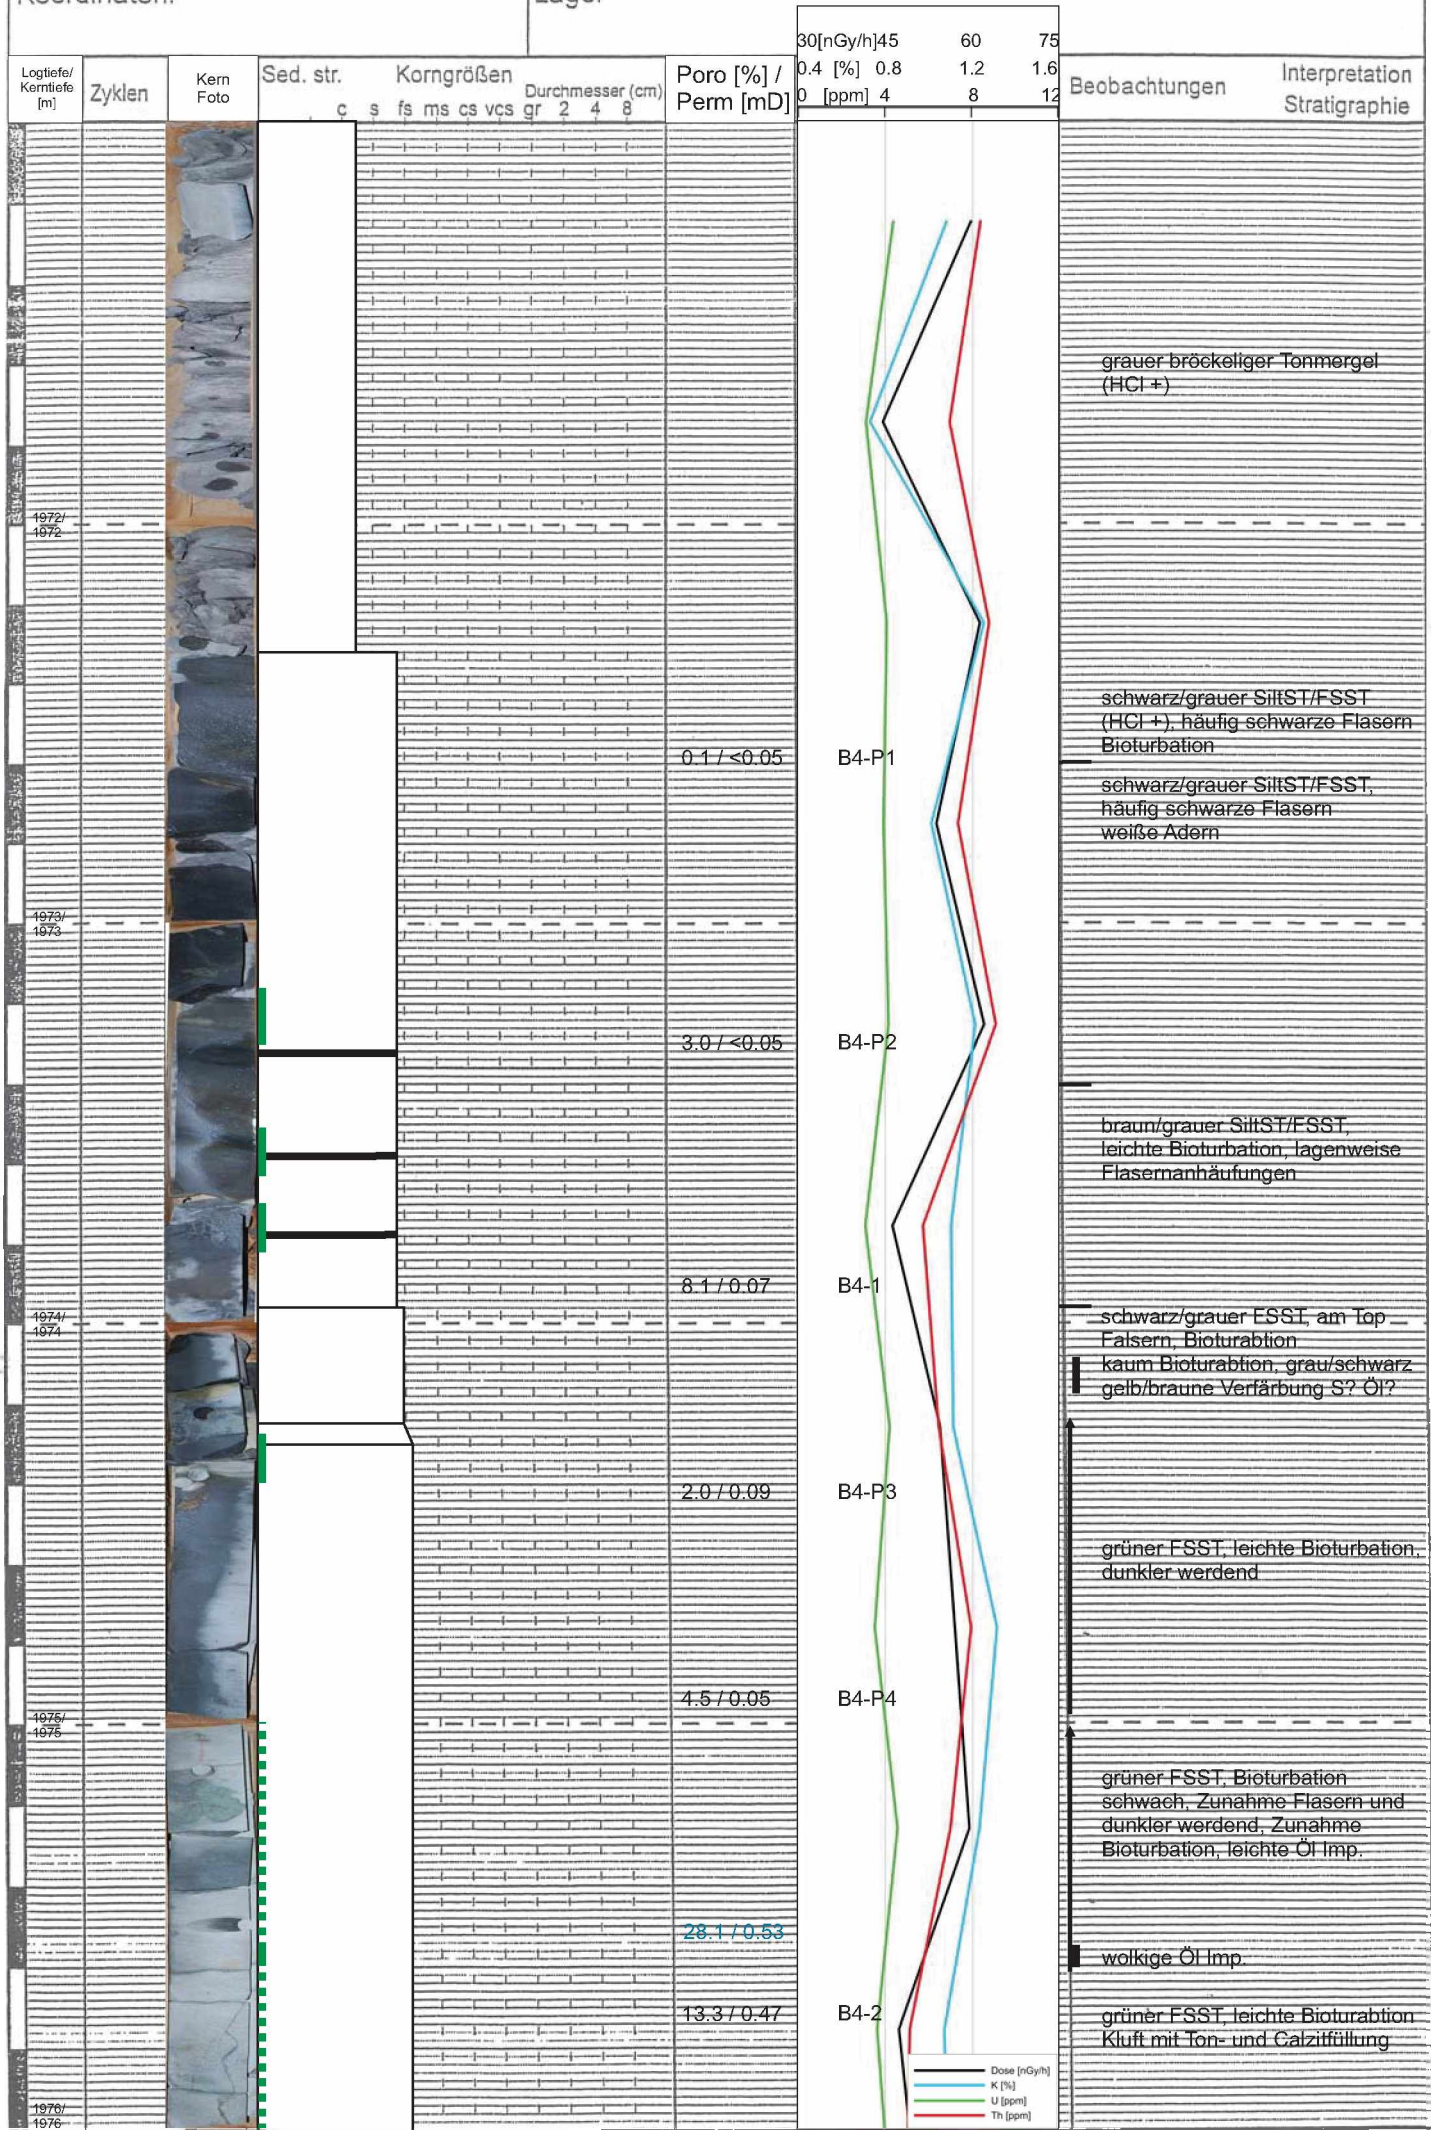 30[nGy/h]45 60 75
0.4 [%] 0.8 1.2 1.6
0 [ppm] 4 8 12
Logtiefe/
Kerntiefe
[m]
Zyklen
Kern
Foto
Sed. str.
Korngrößen
Durchmesser (cm)
c s fs ms cs vcs gr 2 4 8
Poro [%] /
Perm [mD]
Beobachtungen
Interpretation
Stratigraphie
grauer bröckeliger Tonmergel
(HCl +)
1972/
1972
schwarz/grauer SiltST/FSST
(HCl +), häufig schwarze Flasern
Bioturbation
0.1 / <0.05 B4-P1
schwarz/grauer SiltST/FSST,
häufig schwarze Flasern
weiße Adern
1973/
1973
3.0 / <0.05 B4-P2
braun/grauer SiltST/FSST,
leichte Bioturbation, lagenweise
Flasernanhäufungen
8.1 / 0.07 B4-1
1974/
1974
schwarz/grauer FSST, am Top
Falsern, Bioturabtion
kaum Bioturabtion, grau/schwarz
gelb/braune Verfärbung S? Öl?
2.0 / 0.09 B4-P3
grüner FSST, leichte Bioturbation,
dunkler werdend
4.5 / 0.05 B4-P4
1975/
1975
grüner FSST, Bioturbation
schwach, Zunahme Flasern und
dunkler werdend, Zunahme
Bioturbation, leichte Öl Imp.
28.1 / 0.53
wolkige Öl Imp.
13.3 / 0.47 B4-2
grüner FSST, leichte Bioturabtion
Kluft mit Ton- und Calzitfüllung
Dose [nGy/h]
K [%]
U [ppm]
Th [ppm]
1976/
1976